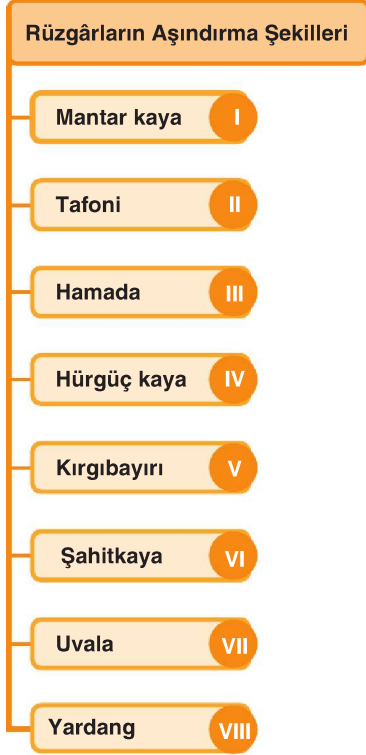 Rüzgârların Aşındırma Şekilleri
Mantar kaya I
Tafoni II
Hamada III
Hürgüç kaya IV
Kırgıbayırı V
Şahitkaya VI
Uvala VII
Yardang VIII